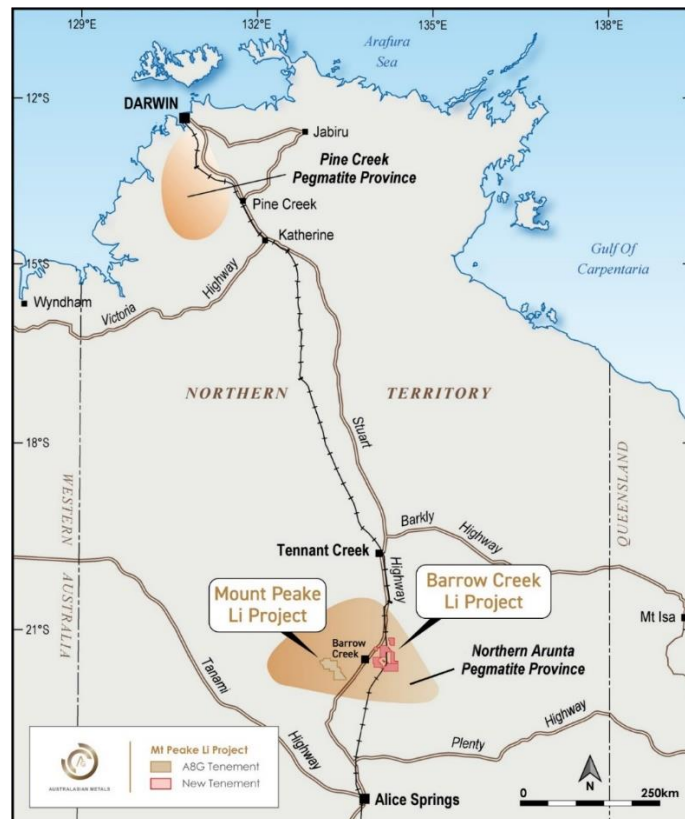 129°E
132°E
135°E
138°E
Arafura
Sea
12°S
DARWIN
Jabiru
Pine Creek
Pegmatite Province
Pine Creek
Katherine
Gulf Of
Carpentaria
15°S
Wyndham
Victoria
Highway
NORTHERN
TERRITORY
Stuart
18°S
WESTERN
AUSTRALIA
QUEENSLAND
Barkly
Highway
Tennant Creek
Highway
Mount Peake
Li Project
Barrow Creek
Li Project
Mt Isa
21°S
Barrow
Creek
Northern Arunta
Pegmatite Province
Tanami
Highway
Plenty
Highway
Mt Peake Li Project
A8G Tenement
New Tenement
AUSTRALASIAN METALS
Alice Springs
N
0
250km